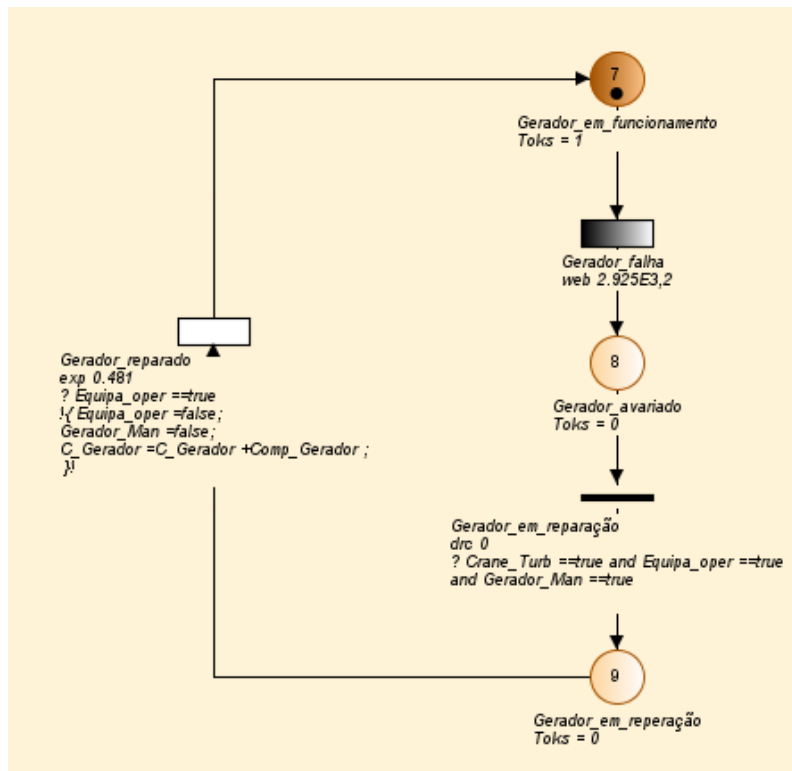 7
Gerador_em_funcionamento
Toks = 1
Gerador_falha
web 2.925E3,2
8
Gerador_avariado
Toks = 0
Gerador_reparado
exp 0.481
? Equipa_oper ==true
!{ Equipa_oper =false;
Gerador_Man =false;
C_Gerador =C_Gerador +Comp_Gerador ;
}!
Gerador_em_reparação
drc 0
? Crane_Turb ==true and Equipa_oper ==true
and Gerador_Man ==true
9
Gerador_em_reperação
Toks = 0